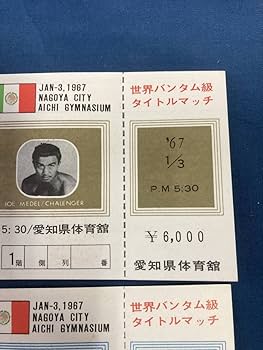 JAN-3,1967
NAGOYA CITY
AICHI GYMNASIUM
JOE MEDEL/CHALENGER
5:30/愛知県体育館
1階 側 列 番
世界バンタム級
タイトルマッチ
'67
1/3
P.M 5:30
¥6,000
愛知県体育館
JAN-3,1967
NAGOYA CITY
AICHI GYMNASIUM
世界バンタム級
タイトルマッチ